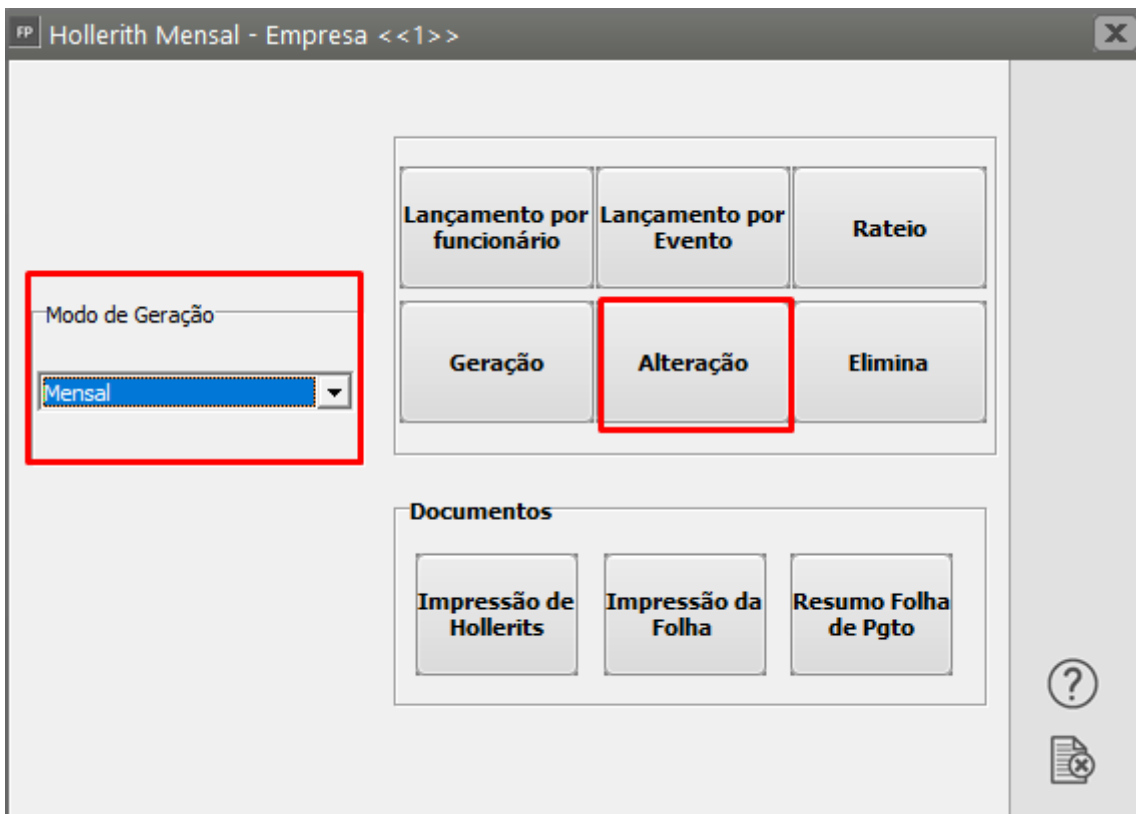 FP Hollerith Mensal - Empresa <<1>>
Lançamento por
funcionário
Lançamento por
Evento
Rateio
Modo de Geração
Mensal
Geração
Alteração
Elimina
Documentos
Impressão de
Hollerits
Impressão da
Folha
Resumo Folha
de Pgto
?